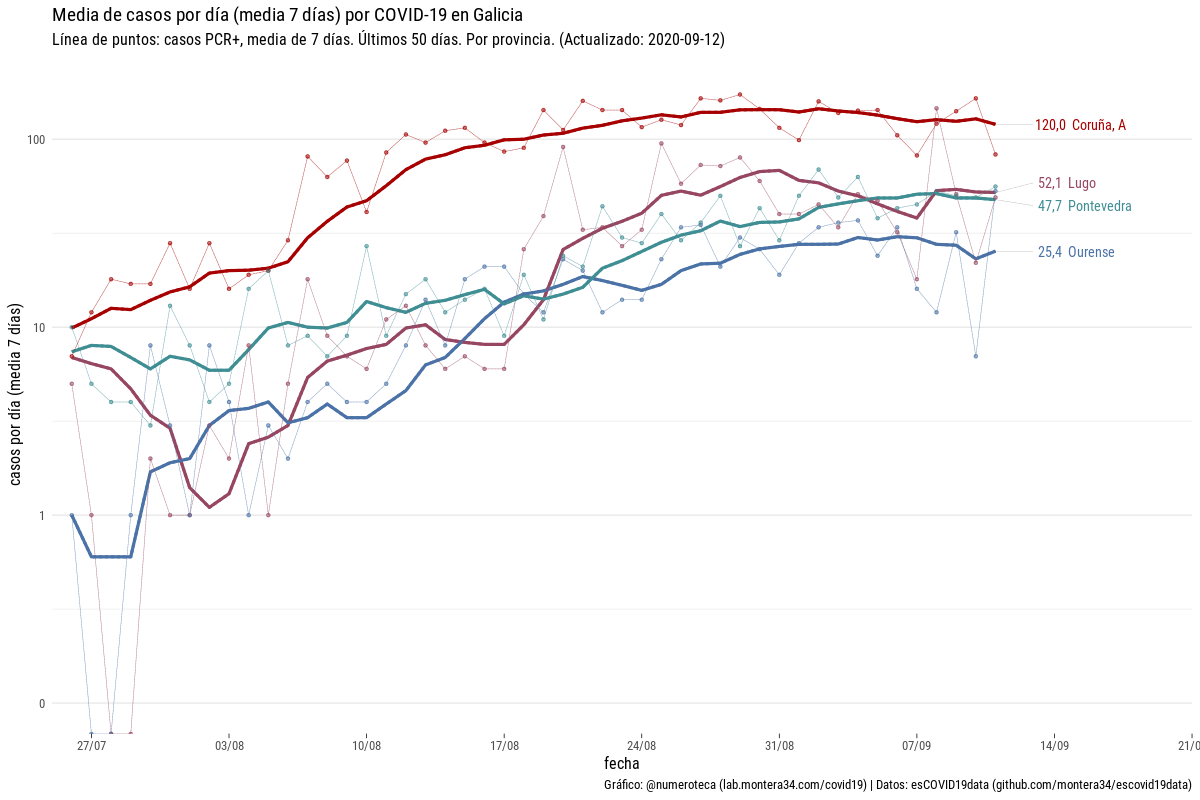 Media de casos por día (media 7 días) por COVID-19 en Galicia
Línea de puntos: casos PCR+, media de 7 días. Últimos 50 días. Por provincia. (Actualizado: 2020-09-12)
casos por día (media 7 días)
100
10
1
0
120,0 Coruña, A
52,1 Lugo
47,7 Pontevedra
25,4 Ourense
27/07 03/08 10/08 17/08 24/08 31/08 07/09 14/09 21/0
fecha
Gráfico: @numeroteca (lab.montera34.com/covid19) | Datos: esCOVID19data (github.com/montera34/escovid19data)